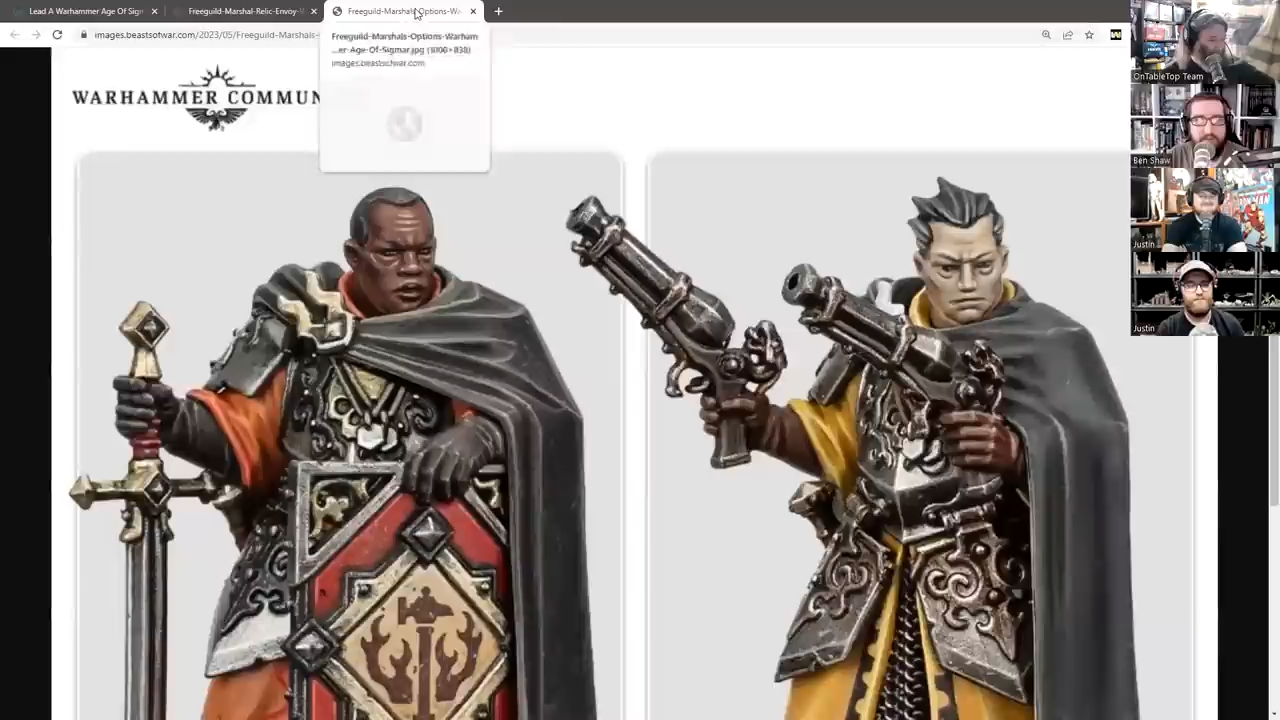 Lead A Warhammer Age Of Sigm
Freeguild-Marshal-Relic-Envoy-W
Freeguild-Marshals-Options-Wa
images.beastsofwar.com/2023/05/Freeguild-Marshals-
Freeguild-Marshals-Options-Warham
...er-Age-Of-Sigmar.jpg
images.beastsofwar.com
WARHAMMER COMMUN
OnTableTop Team
Ben Shaw
Justin
Justin